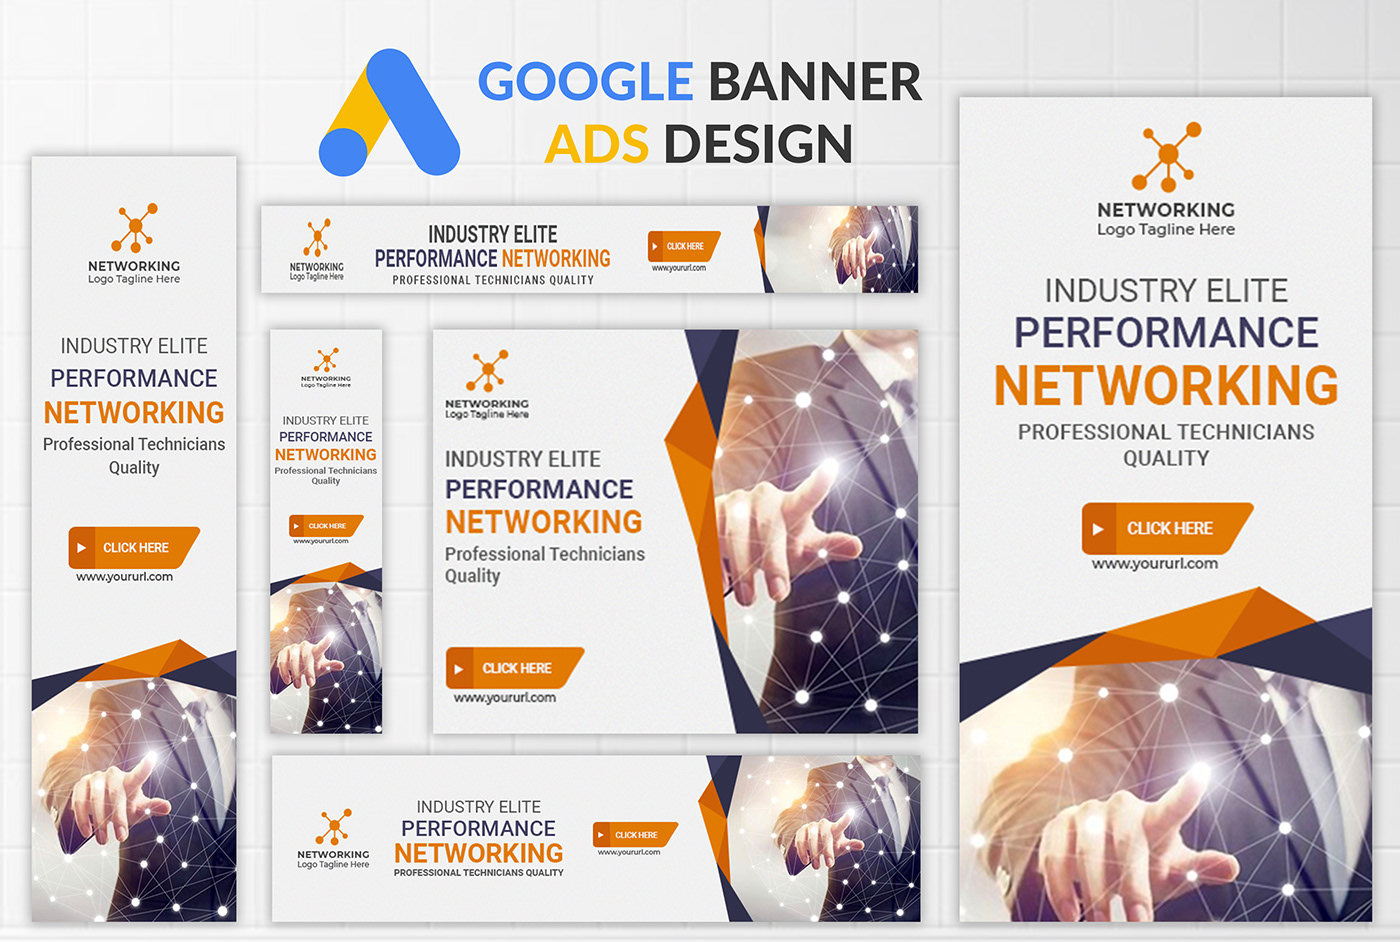 GOOGLE BANNER
ADS DESIGN
NETWORKING
Logo Tagline Here
INDUSTRY ELITE
PERFORMANCE
NETWORKING
Professional Technicians
Quality
CLICK HERE
www.yoururl.com
NETWORKING
Logo Tagline Here
INDUSTRY ELITE
PERFORMANCE NETWORKING
PROFESSIONAL TECHNICIANS QUALITY
CLICK HERE
www.yoururl.com
NETWORKING
Logo Tagline Here
INDUSTRY ELITE
PERFORMANCE
NETWORKING
Professional Technicians
Quality
CLICK HERE
www.yoururl.com
NETWORKING
Logo Tagline Here
INDUSTRY ELITE
PERFORMANCE
NETWORKING
Professional Technicians
Quality
CLICK HERE
www.yoururl.com
NETWORKING
Logo Tagline Here
INDUSTRY ELITE
PERFORMANCE
NETWORKING
PROFESSIONAL TECHNICIANS QUALITY
CLICK HERE
www.yoururl.com
NETWORKING
Logo Tagline Here
INDUSTRY ELITE
PERFORMANCE
NETWORKING
PROFESSIONAL TECHNICIANS
QUALITY
CLICK HERE
www.yoururl.com